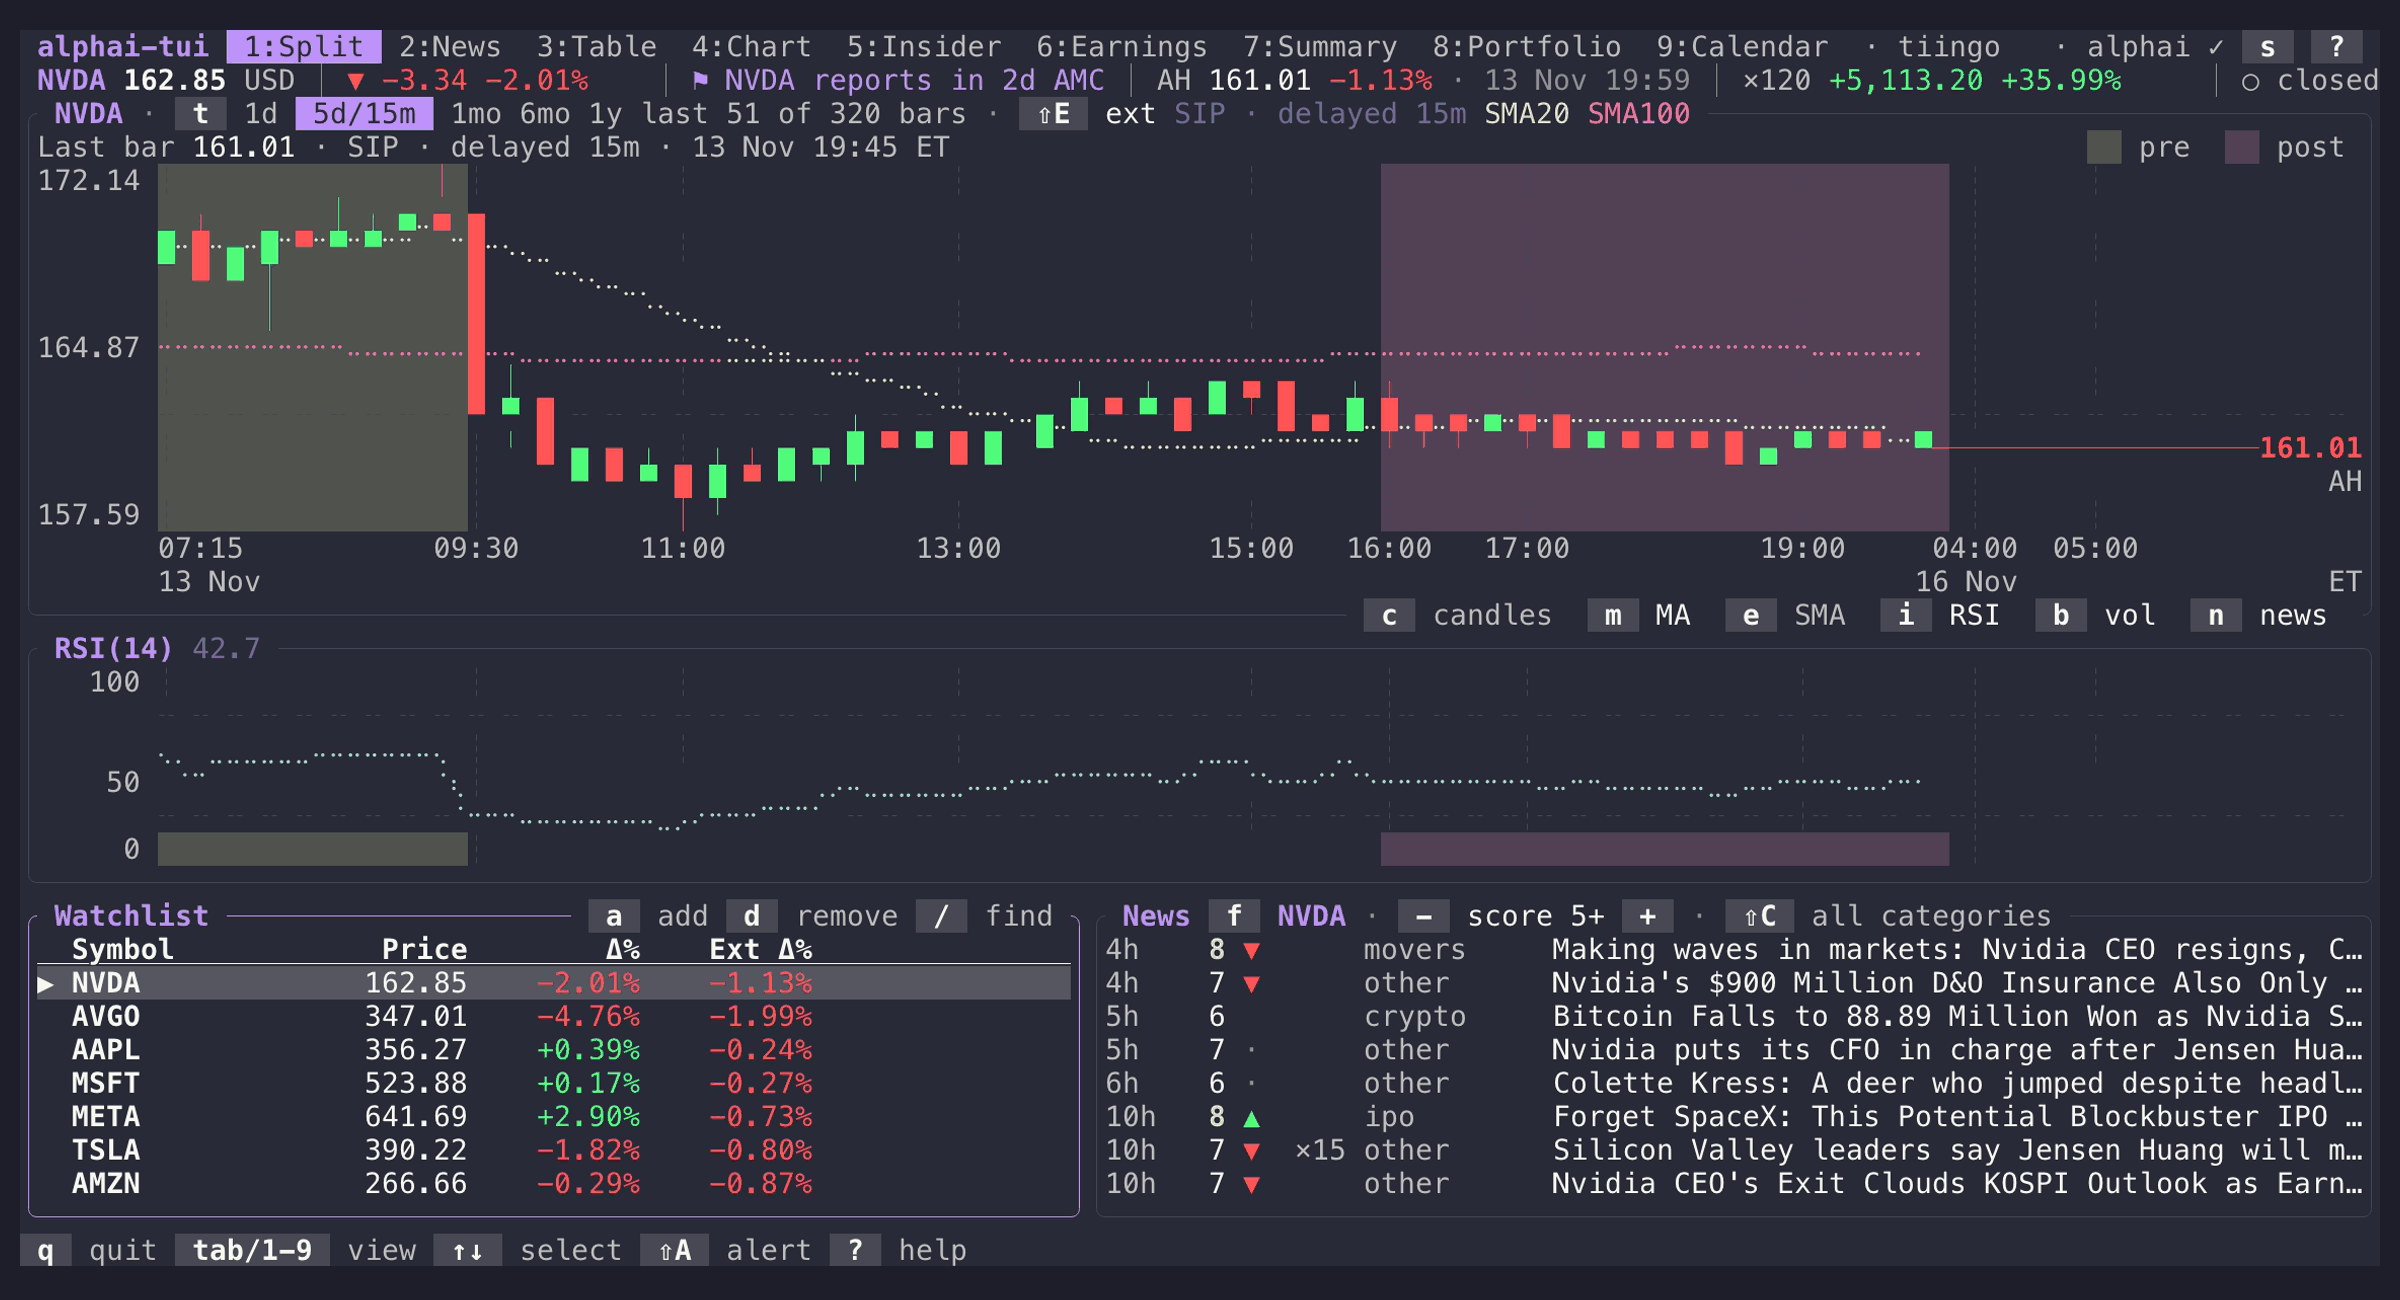 alphai-tui 1:Split 2:News 3:Table 4:Chart 5:Insider 6:Earnings 7:Summary 8:Portfolio 9:Calendar · tiingo · alphai ✓ s ?
NVDA 162.85 USD │ ▼ −3.34 −2.01% │ ⚑ NVDA reports in 2d AMC │ AH 161.01 −1.13% · 13 Nov 19:59 │ ×120 +5,113.20 +35.99% │ ○ closed
NVDA · t 1d 5d/15m 1mo 6mo 1y last 51 of 320 bars · ⇧E ext SIP · delayed 15m SMA20 SMA100
Last bar 161.01 · SIP · delayed 15m · 13 Nov 19:45 ET pre post
172.14
164.87
161.01
AH
157.59
07:15 09:30 11:00 13:00 15:00 16:00 17:00 19:00 04:00 05:00
13 Nov 16 Nov ET
c candles m MA e SMA i RSI b vol n news
RSI(14) 42.7
100
50
0
Watchlist a add d remove / find
Symbol Price Δ% Ext Δ%
▶ NVDA 162.85 −2.01% −1.13%
AVGO 347.01 −4.76% −1.99%
AAPL 356.27 +0.39% −0.24%
MSFT 523.88 +0.17% −0.27%
META 641.69 +2.90% −0.73%
TSLA 390.22 −1.82% −0.80%
AMZN 266.66 −0.29% −0.87%
News f NVDA · − score 5+ + · ⇧C all categories
4h 8 ▼ movers Making waves in markets: Nvidia CEO resigns, C…
4h 7 ▼ other Nvidia's $900 Million D&O Insurance Also Only …
5h 6 crypto Bitcoin Falls to 88.89 Million Won as Nvidia S…
5h 7 · other Nvidia puts its CFO in charge after Jensen Hua…
6h 6 · other Colette Kress: A deer who jumped despite headl…
10h 8 ▲ ipo Forget SpaceX: This Potential Blockbuster IPO …
10h 7 ▼ ×15 other Silicon Valley leaders say Jensen Huang will m…
10h 7 ▼ other Nvidia CEO's Exit Clouds KOSPI Outlook as Earn…
q quit tab/1−9 view ↑↓ select ⇧A alert ? help